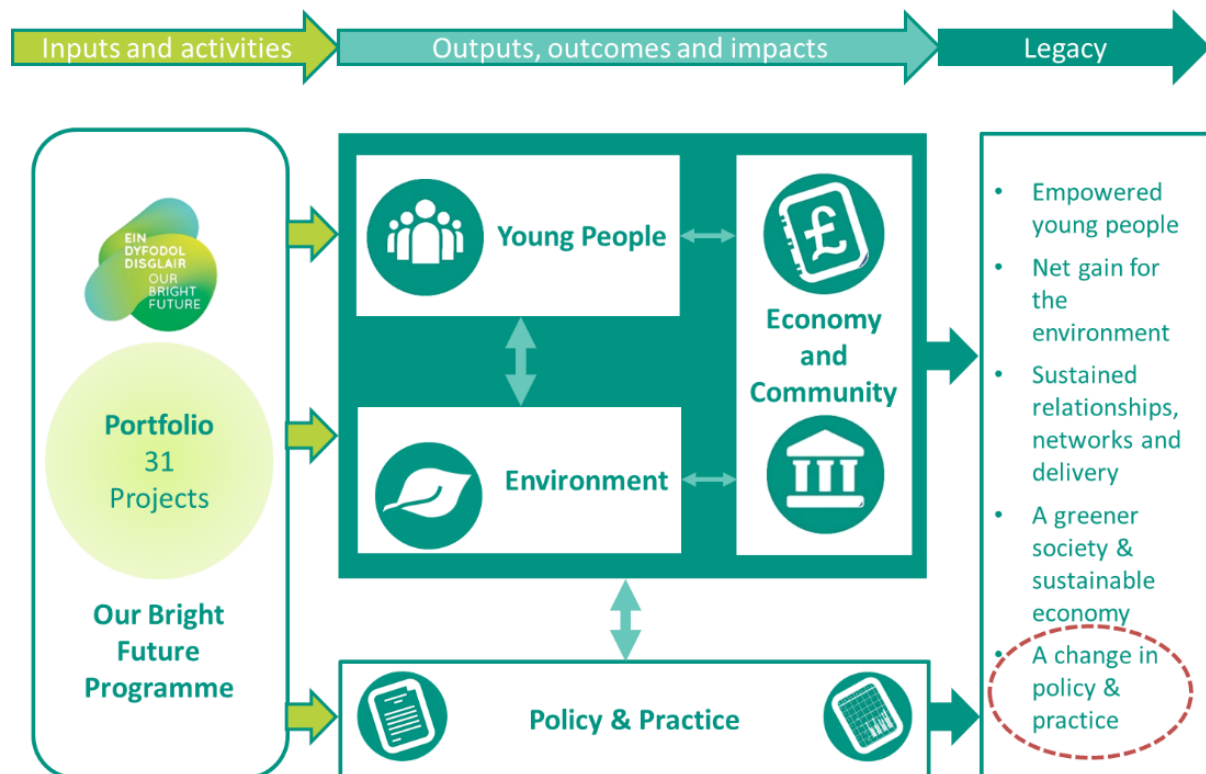 Inputs and activities
Outputs, outcomes and impacts
Legacy
EIN
DYFODOL
DISGLAIR
OUR
BRIGHT
FUTURE
Portfolio
31
Projects
Our Bright
Future
Programme
Young People
Environment
£
Economy
and
Community
Policy & Practice
• Empowered
young people
• Net gain for
the
environment
• Sustained
relationships,
networks and
delivery
• A greener
society &
sustainable
economy
• A change in
policy &
practice